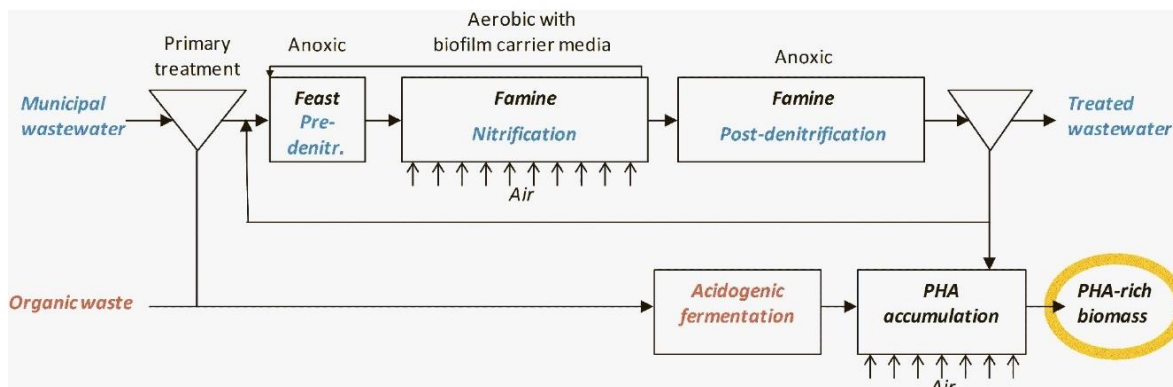 Aerobic with
biofilm carrier media
Primary
treatment
Anoxic
Anoxic
Municipal
wastewater
Feast
Pre-
denitr.
Famine
Nitrification
Famine
Post-denitrification
Treated
wastewater
Air
Organic waste
Acidogenic
fermentation
PHA
accumulation
PHA-rich
biomass
Air